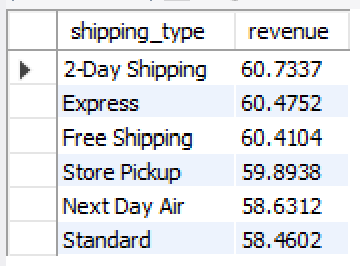 shipping_type revenue
2-Day Shipping 60.7337
Express 60.4752
Free Shipping 60.4104
Store Pickup 59.8938
Next Day Air 58.6312
Standard 58.4602